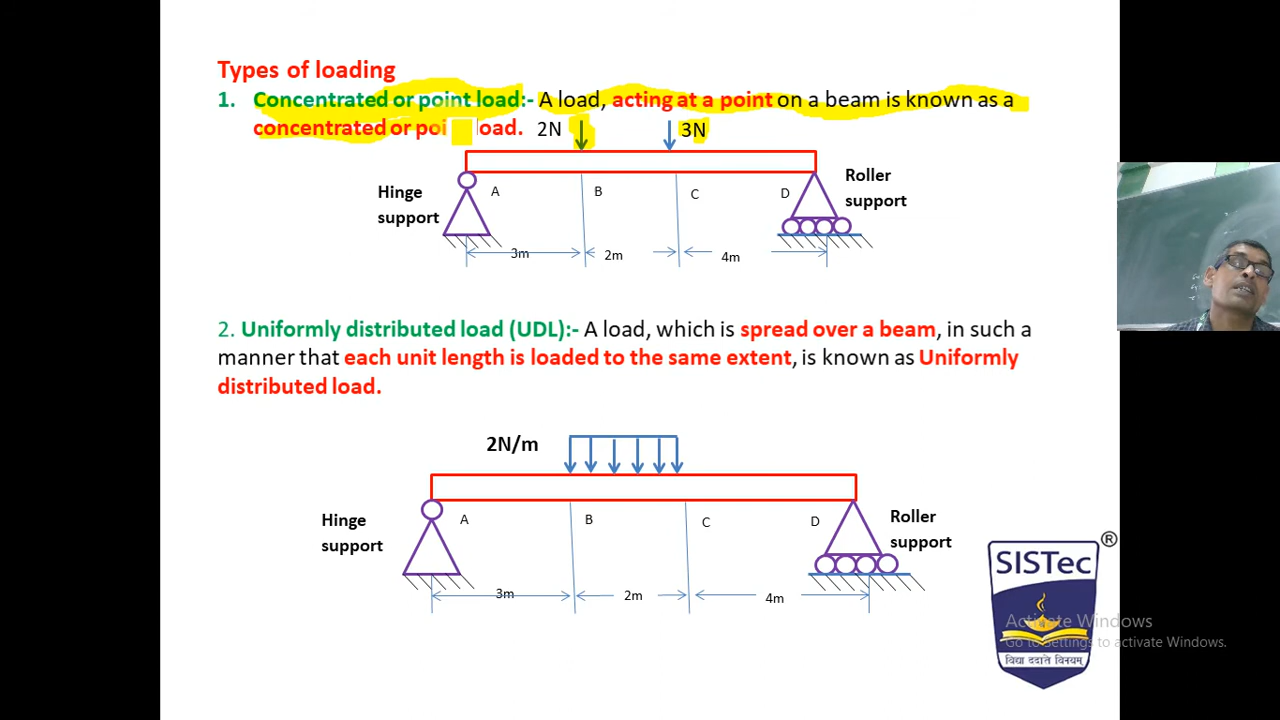 Types of loading
1. Concentrated or point load:- A load, acting at a point on a beam is known as a
concentrated or poi load. 2N 3N
Hinge
support
A B C D
Roller
support
3m 2m 4m
2. Uniformly distributed load (UDL):- A load, which is spread over a beam, in such a
manner that each unit length is loaded to the same extent, is known as Uniformly
distributed load.
2N/m
Hinge
support
A B C D
Roller
support
3m 2m 4m
SISTec ®
विद्या ददाति विनयम्
Activate Windows
Go to Settings to activate Windows.